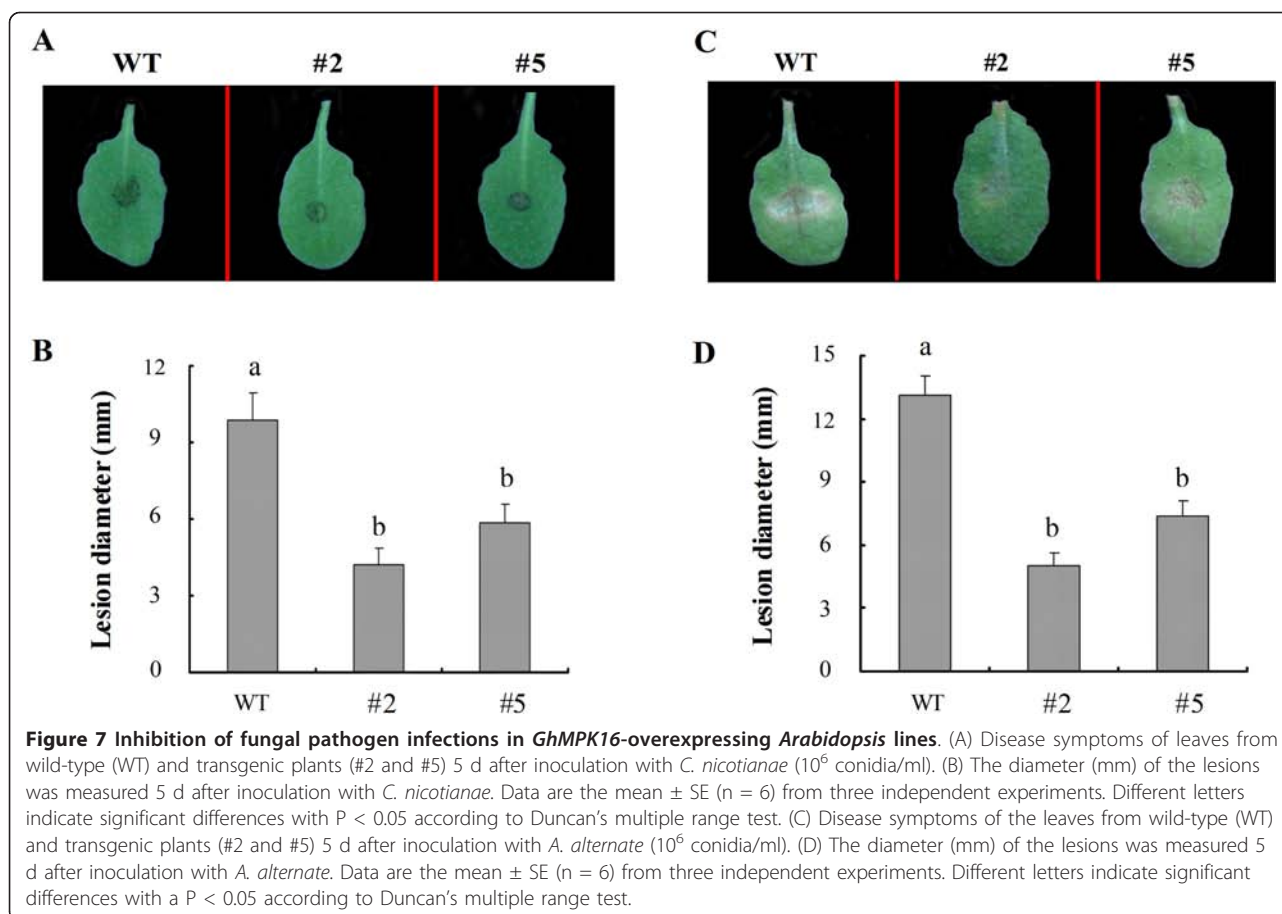 A
WT #2 #5
C
WT #2 #5
B
Lesion diameter (mm)
12
9
6
3
0
a
b
b
WT #2 #5
D
Lesion diameter (mm)
15
12
9
6
3
0
a
b
b
WT #2 #5
Figure 7 Inhibition of fungal pathogen infections in GhMPK16-overexpressing Arabidopsis lines. (A) Disease symptoms of leaves from
wild-type (WT) and transgenic plants (#2 and #5) 5 d after inoculation with C. nicotianae (10⁶ conidia/ml). (B) The diameter (mm) of the lesions
was measured 5 d after inoculation with C. nicotianae. Data are the mean ± SE (n = 6) from three independent experiments. Different letters
indicate significant differences with P < 0.05 according to Duncan's multiple range test. (C) Disease symptoms of the leaves from wild-type (WT)
and transgenic plants (#2 and #5) 5 d after inoculation with A. alternate (10⁶ conidia/ml). (D) The diameter (mm) of the lesions was measured 5
d after inoculation with A. alternate. Data are the mean ± SE (n = 6) from three independent experiments. Different letters indicate significant
differences with a P < 0.05 according to Duncan's multiple range test.